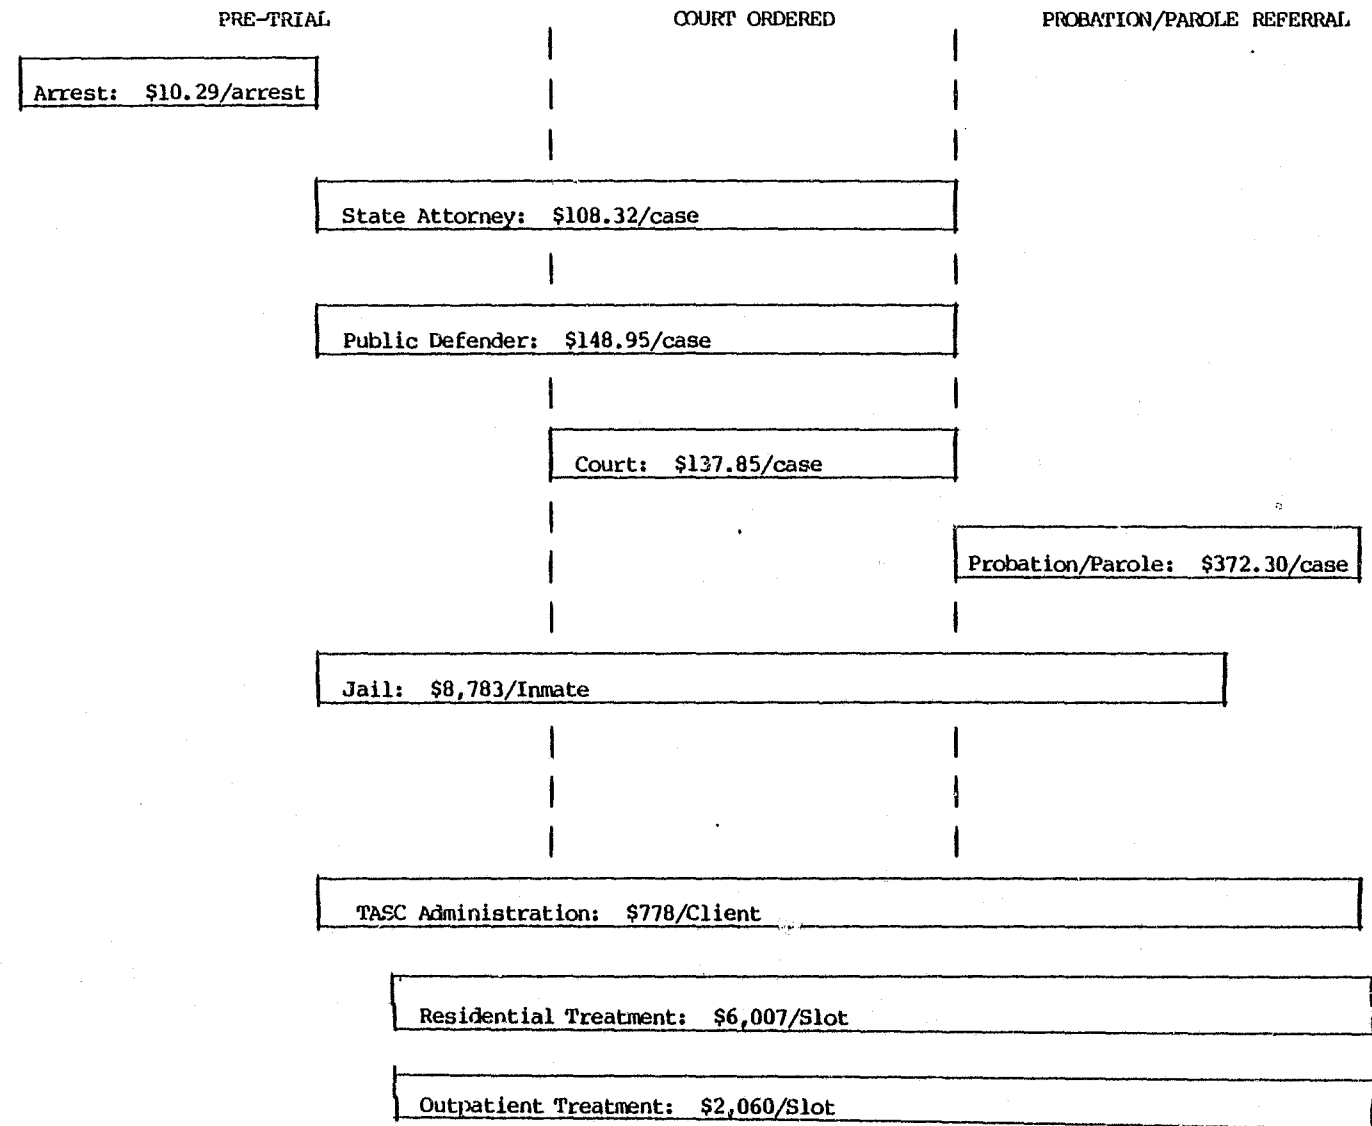 PRE-TRIAL COURT ORDERED PROBATION/PAROLE REFERRAL
Arrest: $10.29/arrest
State Attorney: $108.32/case
Public Defender: $148.95/case
Court: $137.85/case
Probation/Parole: $372.30/case
Jail: $8,783/Inmate
TASC Administration: $778/Client
Residential Treatment: $6,007/Slot
Outpatient Treatment: $2,060/Slot